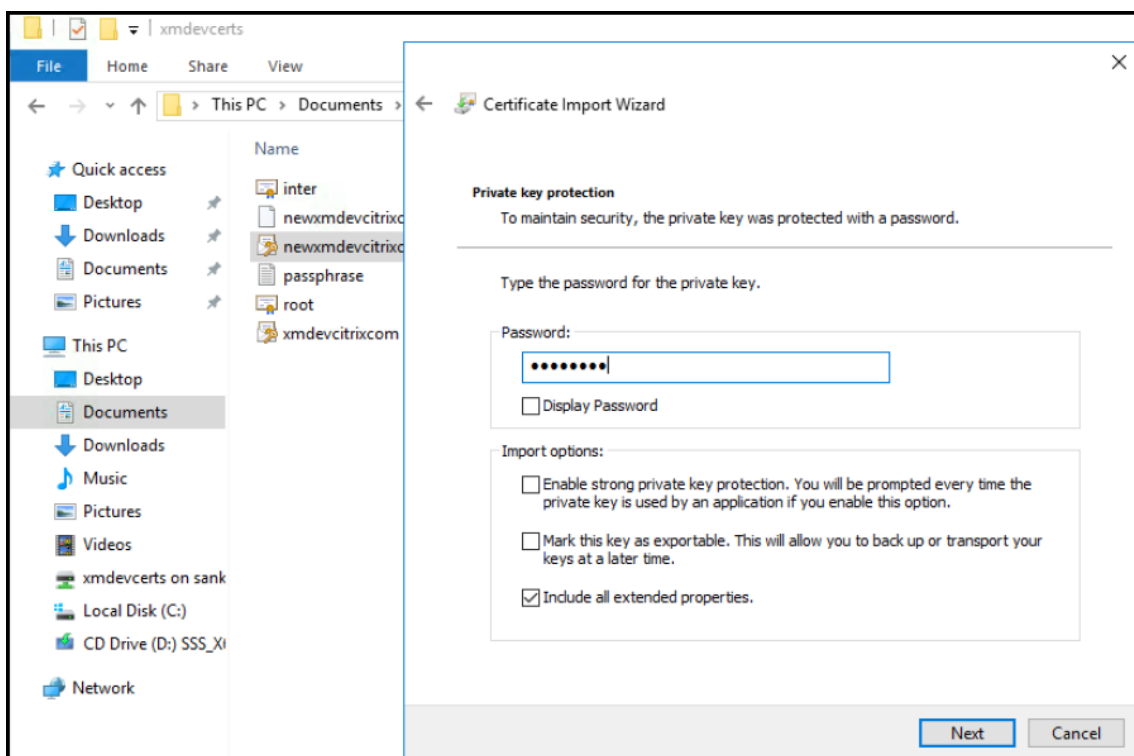 xmdevcerts
File Home Share View
This PC > Documents >
Quick access
Desktop
Downloads
Documents
Pictures
This PC
Desktop
Documents
Downloads
Music
Pictures
Videos
xmdevcerts on sank
Local Disk (C:)
CD Drive (D:)
Network
Name
inter
newxmdevcitrixc
newxmdevcitrixc
passphrase
root
xmdevcitrixcom
Certificate Import Wizard
Private key protection
To maintain security, the private key was protected with a password.
Type the password for the private key.
Password:
••••••••
Display Password
Import options:
Enable strong private key protection. You will be prompted every time the
private key is used by an application if you enable this option.
Mark this key as exportable. This will allow you to back up or transport your
keys at a later time.
Include all extended properties.
Next Cancel